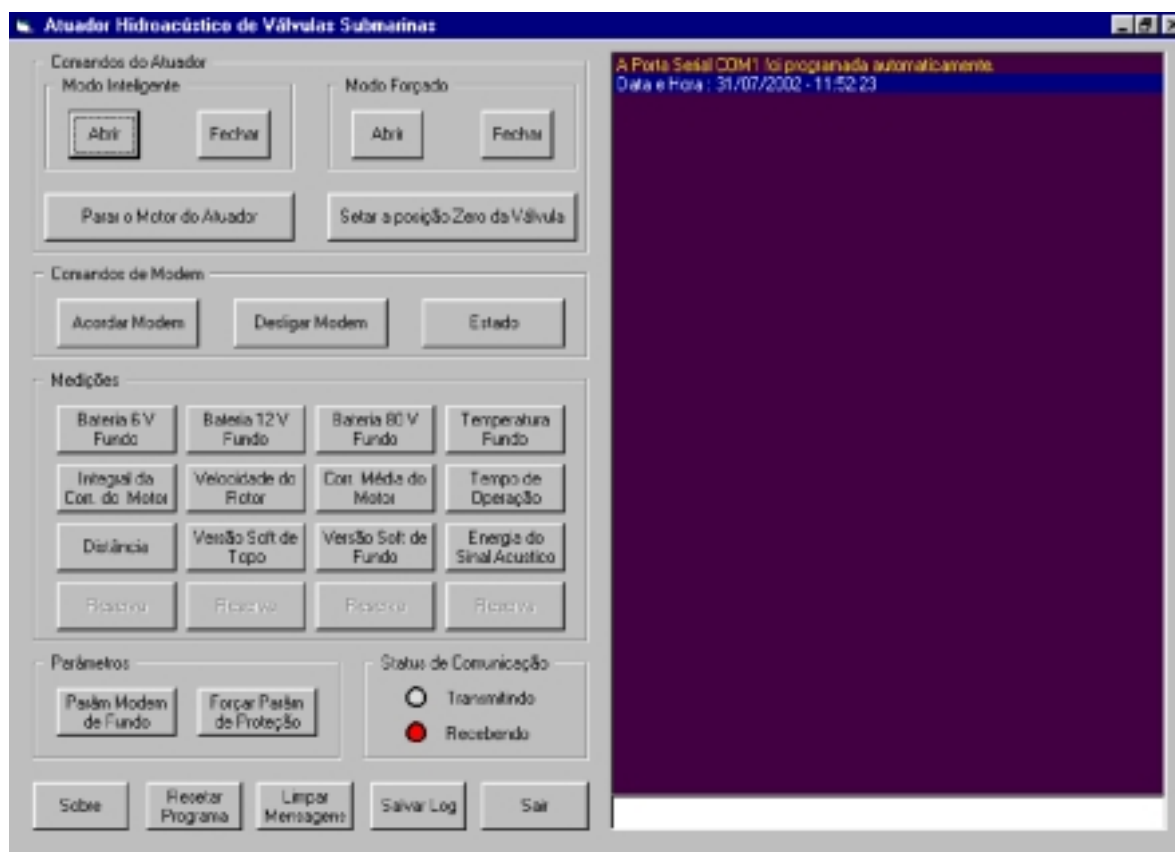 Atuador Hidroacústico de Válvulas Submarinas
Comandos do Atuador
Modo Inteligente
Modo Forçado
Abrir
Fechar
Abrir
Fechar
Parar o Motor do Atuador
Setar a posição Zero da Válvula
Comandos de Modem
Acordar Modem
Desligar Modem
Estado
Medições
Bateria 6 V
Fundo
Bateria 12 V
Fundo
Bateria 80 V
Fundo
Temperatura
Fundo
Integral da
Corr. do Motor
Velocidade do
Rotor
Corr. Média do
Motor
Tempo de
Operação
Distância
Versão Soft de
Topo
Versão Soft de
Fundo
Energia do
Sinal Acustico
Reserva
Reserva
Reserva
Reserva
Parâmetros
Parâm Modem
de Fundo
Forçar Parâm
de Proteção
Status de Comunicação
Transmitindo
Recebendo
Sobre
Resetar
Programa
Limpar
Mensagens
Salvar Log
Sair
A Porta Serial COM1 foi programada automaticamente.
Data e Hora : 31/07/2002 - 11:52:23